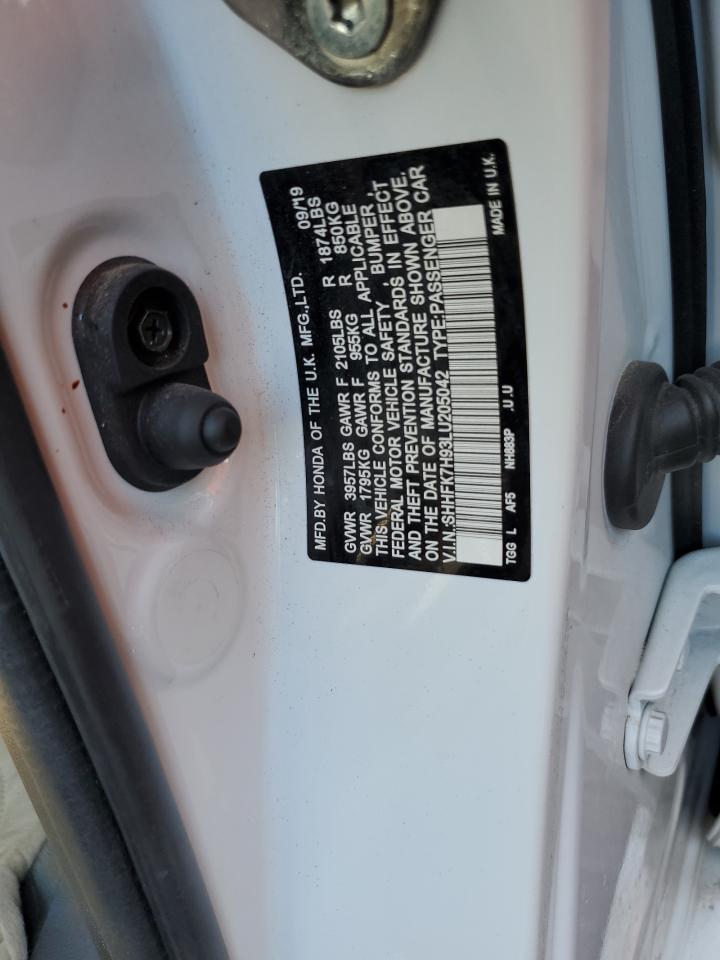 MFD.BY HONDA OF THE U.K. MFG.,LTD. 09/19
GVWR 3957LBS GAWR F 2105LBS R 1874LBS
GVWR 1795KG GAWR F 955KG R 850KG
THIS VEHICLE CONFORMS TO ALL APPLICABLE
FEDERAL MOTOR VEHICLE SAFETY, BUMPER,
AND THEFT PREVENTION STANDARDS, IN EFFECT
ON THE DATE OF MANUFACTURE SHOWN ABOVE.
V.I.N.:SHHFK7H93LU205042 TYPE:PASSENGER CAR
TGG L AF5 NH883P .U.U MADE IN U.K.